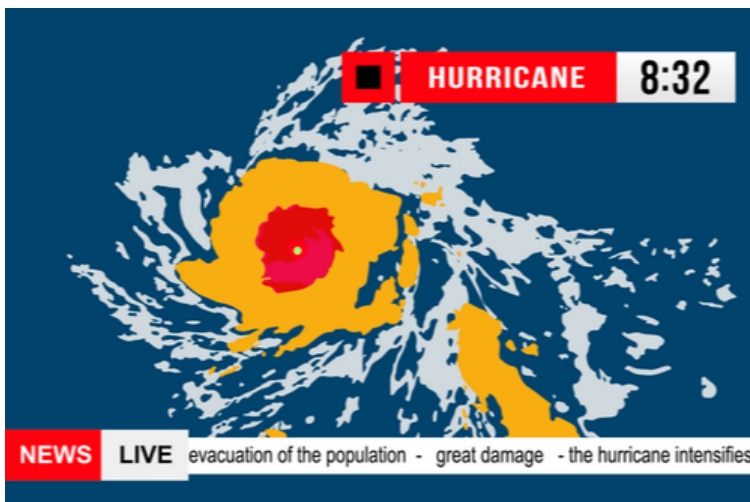 HURRICANE 8:32
NEWS LIVE evacuation of the population - great damage - the hurricane intensifies